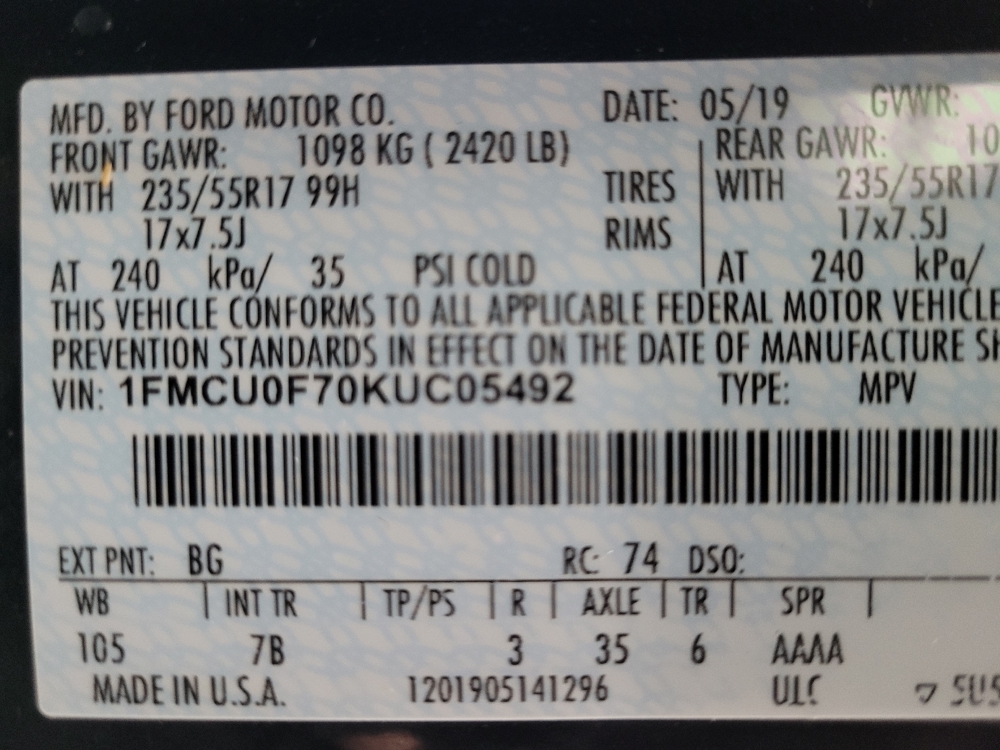 MFD. BY FORD MOTOR CO. DATE: 05/19 GVWR:
FRONT GAWR: 1098 KG ( 2420 LB) REAR GAWR: 10
WITH 235/55R17 99H TIRES WITH 235/55R17
17x7.5J RIMS 17x7.5J
AT 240 kPa/ 35 PSI COLD AT 240 kPa/
THIS VEHICLE CONFORMS TO ALL APPLICABLE FEDERAL MOTOR VEHICLE
PREVENTION STANDARDS IN EFFECT ON THE DATE OF MANUFACTURE SH
VIN: 1FMCU0F70KUC05492 TYPE: MPV
EXT PNT: BG RC: 74 DSO:
WB INT TR TP/PS R AXLE TR SPR
105 7B 3 35 6 AAAA
MADE IN U.S.A. 1201905141296 ULC